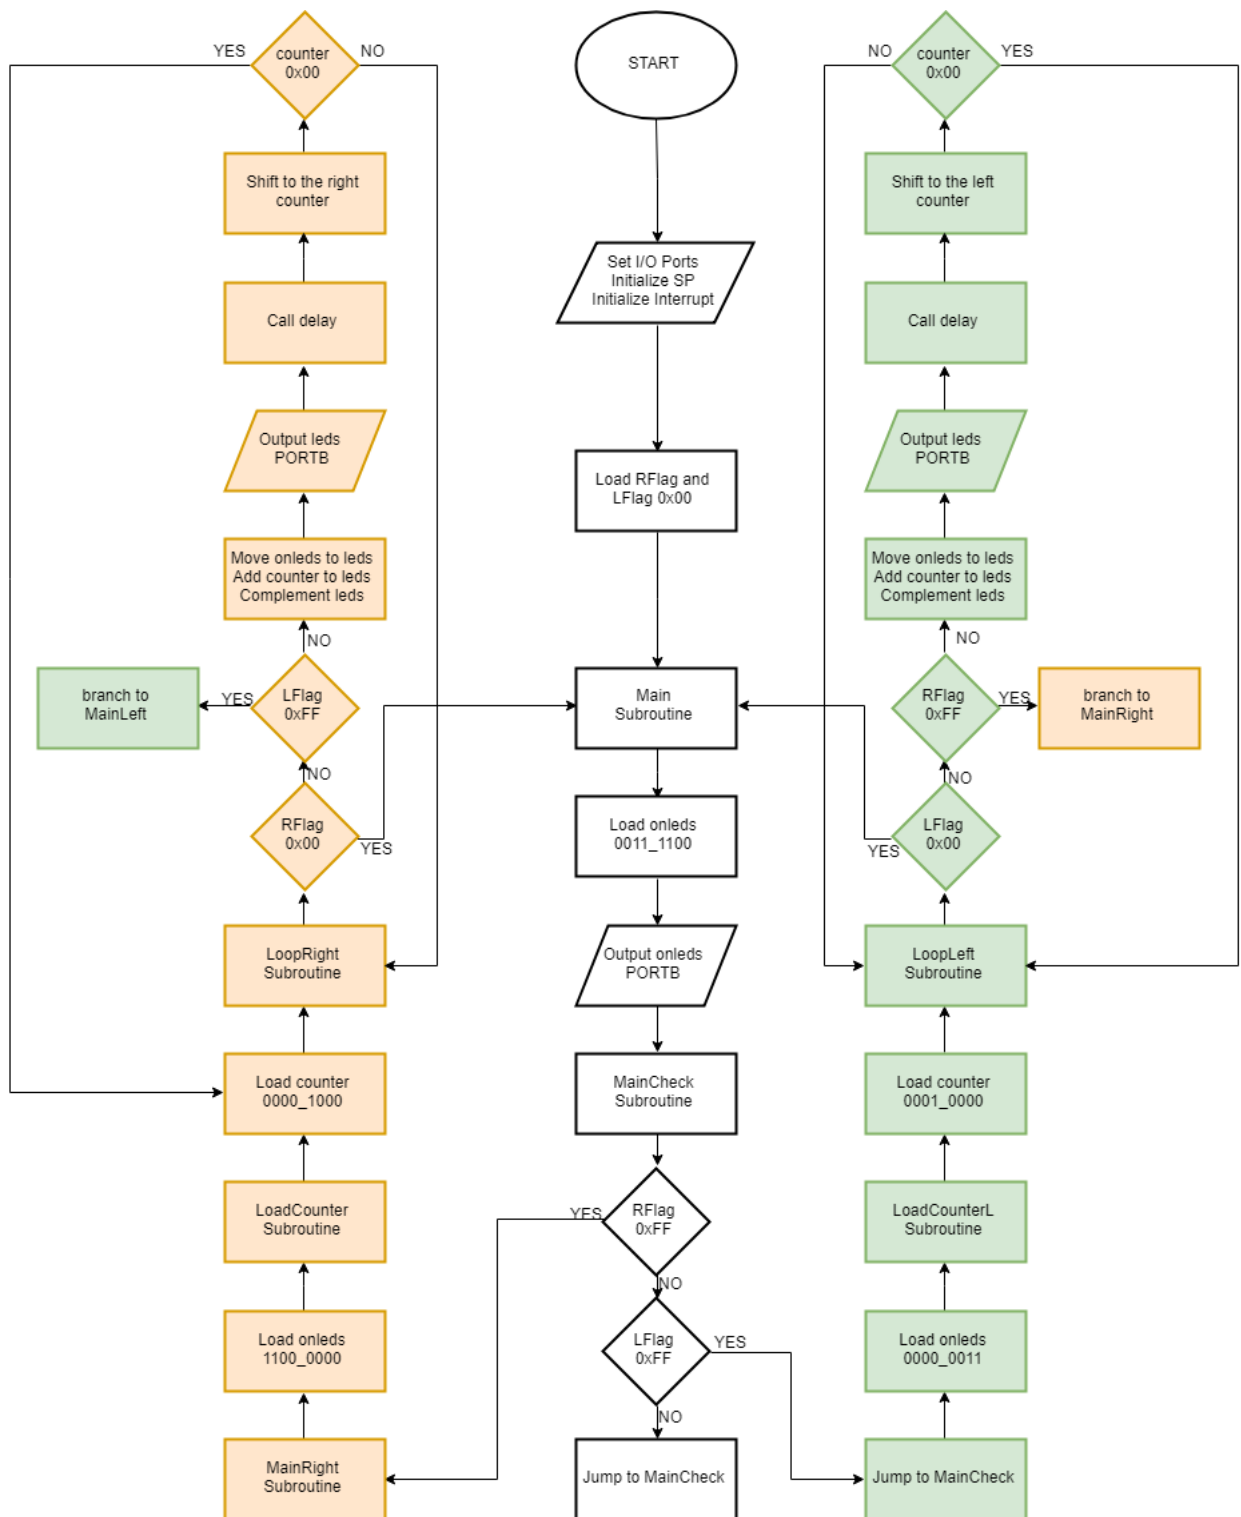 YES
counter
0x00
NO
START
NO
counter
0x00
YES
Shift to the right
counter
Shift to the left
counter
Set I/O Ports
Initialize SP
Initialize Interrupt
Call delay
Call delay
Output leds
PORTB
Load RFlag and
LFlag 0x00
Output leds
PORTB
Move onleds to leds
Add counter to leds
Complement leds
Move onleds to leds
Add counter to leds
Complement leds
NO
NO
branch to
MainLeft
YES
LFlag
0xFF
Main
Subroutine
RFlag
0xFF
YES
branch to
MainRight
NO
NO
RFlag
0x00
YES
Load onleds
0011_1100
YES
LFlag
0x00
LoopRight
Subroutine
Output onleds
PORTB
LoopLeft
Subroutine
Load counter
0000_1000
MainCheck
Subroutine
Load counter
0001_0000
LoadCounter
Subroutine
YES
RFlag
0xFF
LoadCounterL
Subroutine
NO
Load onleds
1100_0000
LFlag
0xFF
YES
Load onleds
0000_0011
NO
MainRight
Subroutine
Jump to MainCheck
Jump to MainCheck